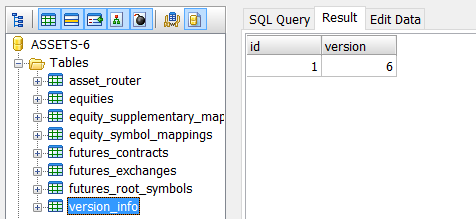 SQL Query Result Edit Data
id version
1 6
ASSETS-6
Tables
asset_router
equities
equity_supplementary_map
equity_symbol_mappings
futures_contracts
futures_exchanges
futures_root_symbols
version_info